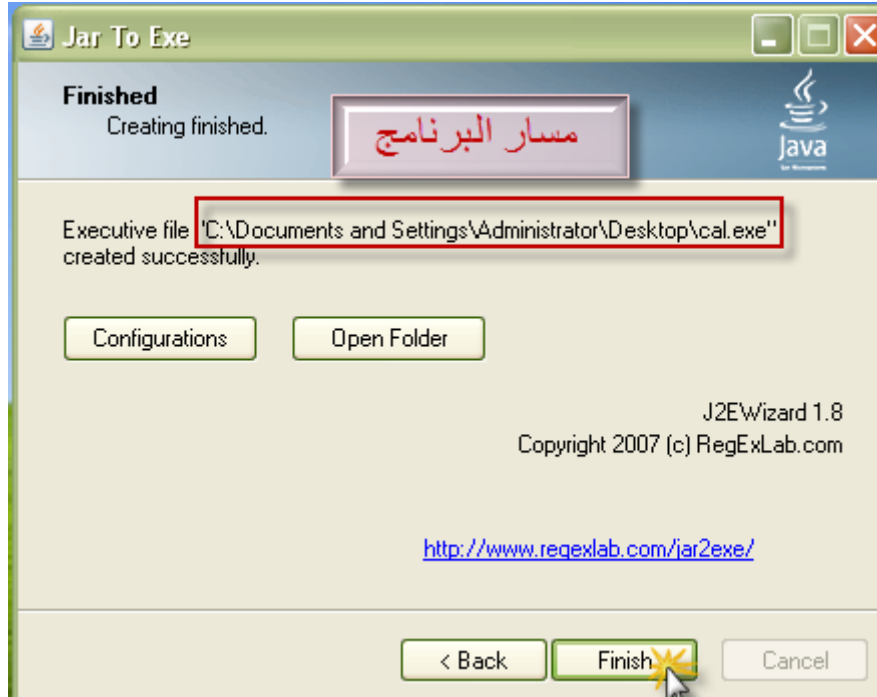 Jar To Exe
Finished
Creating finished.
مسار البرنامج
Java
Executive file "C:\Documents and Settings\Administrator\Desktop\cal.exe"
created successfully.
Configurations
Open Folder
J2EWizard 1.8
Copyright 2007 (c) RegExLab.com
http://www.regexlab.com/jar2exe/
< Back
Finish
Cancel